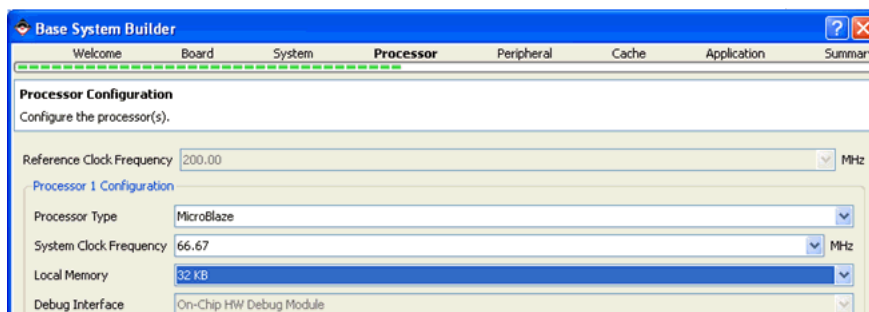 Base System Builder
Welcome Board System Processor Peripheral Cache Application Summar
Processor Configuration
Configure the processor(s).
Reference Clock Frequency 200.00 MHz
Processor 1 Configuration
Processor Type MicroBlaze
System Clock Frequency 66.67 MHz
Local Memory 32 KB
Debug Interface On-Chip HW Debug Module